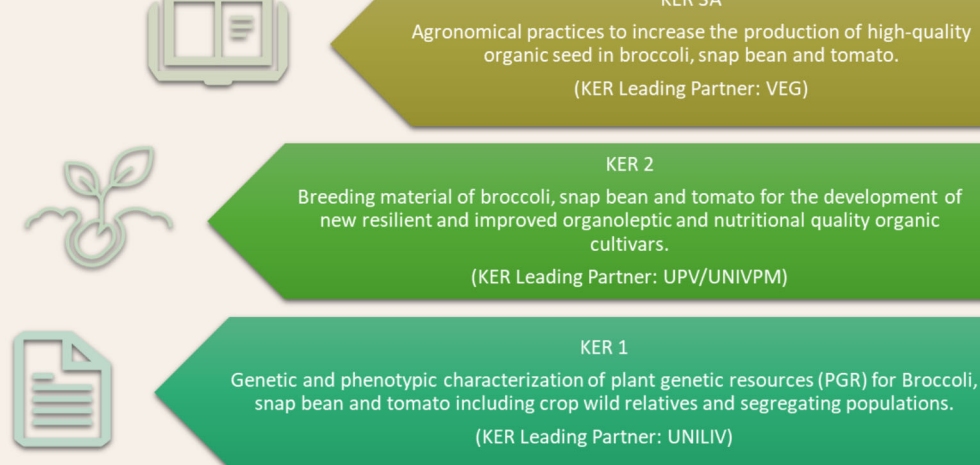 KER 3A
Agronomical practices to increase the production of high-quality
organic seed in broccoli, snap bean and tomato.
(KER Leading Partner: VEG)
KER 2
Breeding material of broccoli, snap bean and tomato for the development of
new resilient and improved organoleptic and nutritional quality organic
cultivars.
(KER Leading Partner: UPV/UNIVPM)
KER 1
Genetic and phenotypic characterization of plant genetic resources (PGR) for Broccoli,
snap bean and tomato including crop wild relatives and segregating populations.
(KER Leading Partner: UNILIV)